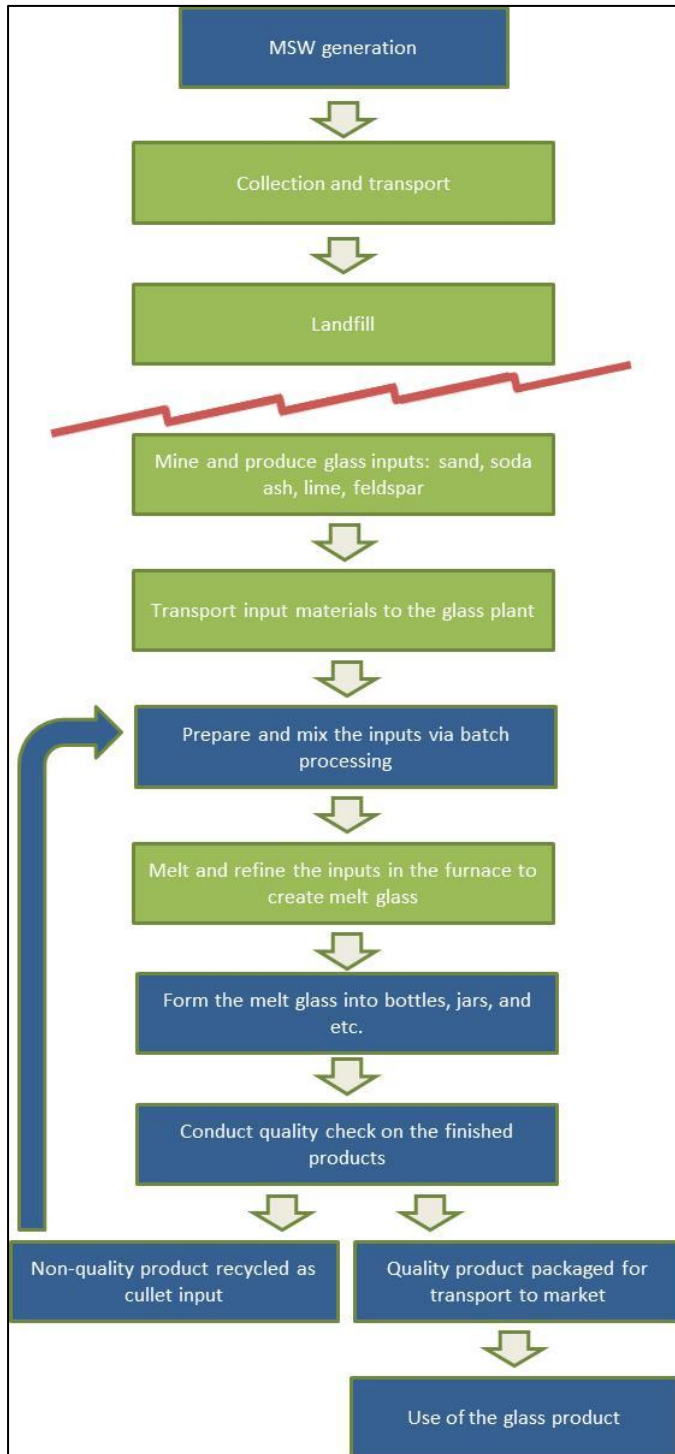 MSW generation
Collection and transport
Landfill
Mine and produce glass inputs: sand, soda
ash, lime, feldspar
Transport input materials to the glass plant
Prepare and mix the inputs via batch
processing
Melt and refine the inputs in the furnace to
create melt glass
Form the melt glass into bottles, jars, and
etc.
Conduct quality check on the finished
products
Non-quality product recycled as
cullet input
Quality product packaged for
transport to market
Use of the glass product